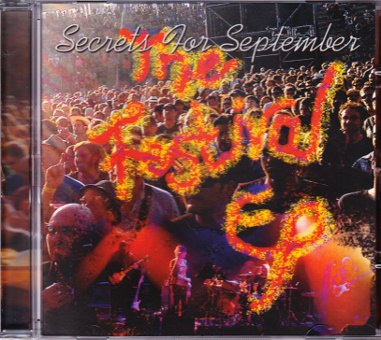 Secrets For September
The
Festival
EP